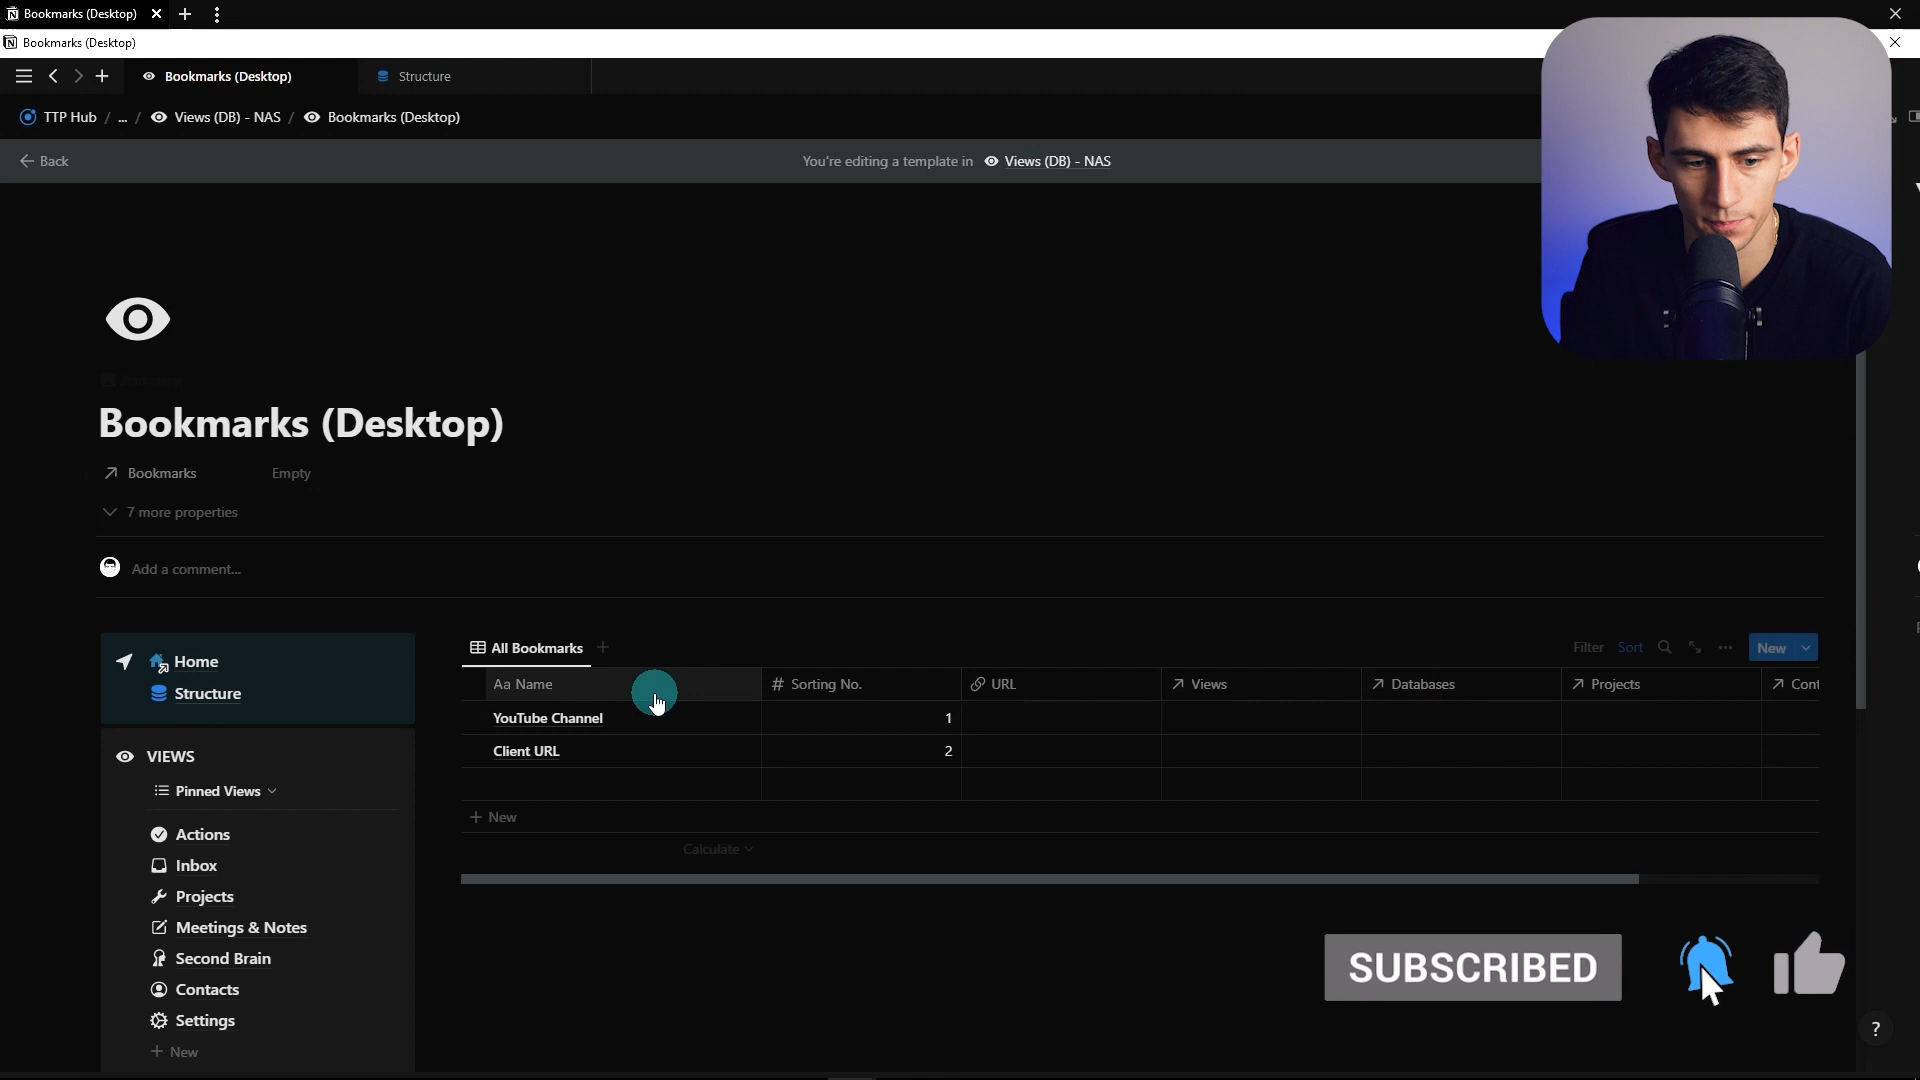 Bookmarks (Desktop)
Bookmarks (Desktop)
Bookmarks (Desktop)
Structure
TTP Hub / ... / Views (DB) - NAS / Bookmarks (Desktop)
Back
You're editing a template in Views (DB) - NAS
Bookmarks (Desktop)
Bookmarks Empty
7 more properties
Add a comment...
Home
Structure
VIEWS
Pinned Views
Actions
Inbox
Projects
Meetings & Notes
Second Brain
Contacts
Settings
+ New
All Bookmarks +
Filter Sort New
Aa Name # Sorting No. URL Views Databases Projects Cont
YouTube Channel 1
Client URL 2
+ New
Calculate
SUBSCRIBED
?